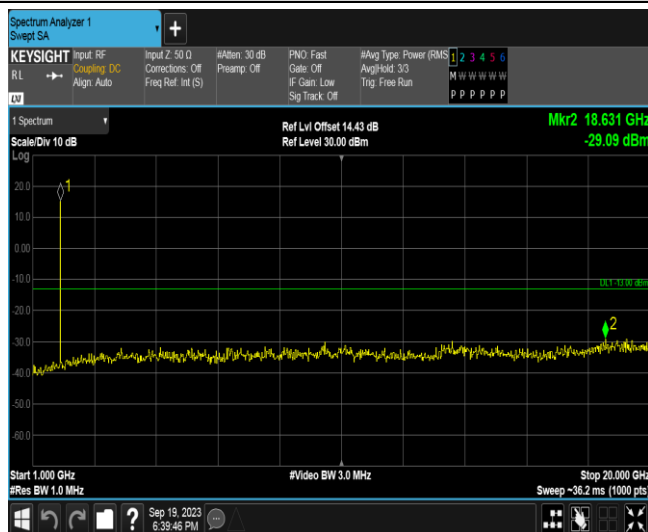 Spectrum Analyzer 1
Swept SA
KEYSIGHT
RL
LXI
Input: RF
Coupling: DC
Align: Auto
Input Z: 50 Ω
Corrections: Off
Freq Ref: Int (S)
#Atten: 30 dB
Preamp: Off
PNO: Fast
Gate: Off
IF Gain: Low
Sig Track: Off
#Avg Type: Power (RMS
Avg|Hold: 3/3
Trig: Free Run
1 2 3 4 5 6
M W W W W W
P P P P P P
1 Spectrum
Scale/Div 10 dB
Ref Lvl Offset 14.43 dB
Ref Level 30.00 dBm
Mkr2 18.631 GHz
-29.09 dBm
Log
20.0
10.0
0.00
-10.0
-20.0
-30.0
-40.0
-50.0
-60.0
1
DL1 -13.00 dBm
2
Start 1.000 GHz
#Res BW 1.0 MHz
#Video BW 3.0 MHz
Stop 20.000 GHz
Sweep ~36.2 ms (1000 pts)
?
Sep 19, 2023
6:39:46 PM